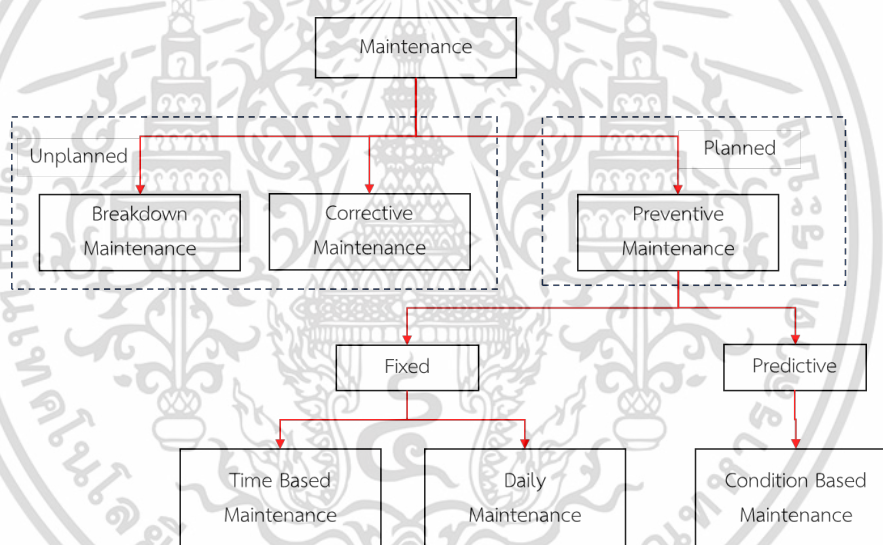 Maintenance
Unplanned
Planned
Breakdown
Maintenance
Corrective
Maintenance
Preventive
Maintenance
Fixed
Predictive
Time Based
Maintenance
Daily
Maintenance
Condition Based
Maintenance